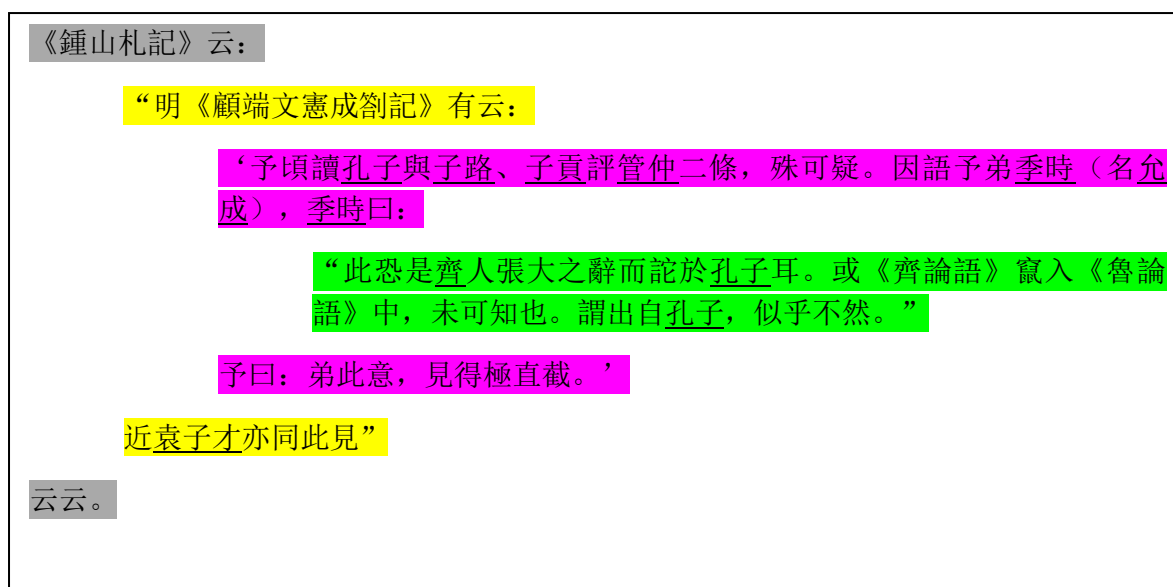 《鍾山札記》云：
“明《顧端文憲成劄記》有云：
‘予頃讀孔子與子路、子貢評管仲二條，殊可疑。因語予弟季時（名允
成），季時曰：
“此恐是齊人張大之辭而詫於孔子耳。或《齊論語》竄入《魯論
語》中，未可知也。謂出自孔子，似乎不然。”
予曰：弟此意，見得極直截。’
近袁子才亦同此見”
云云。